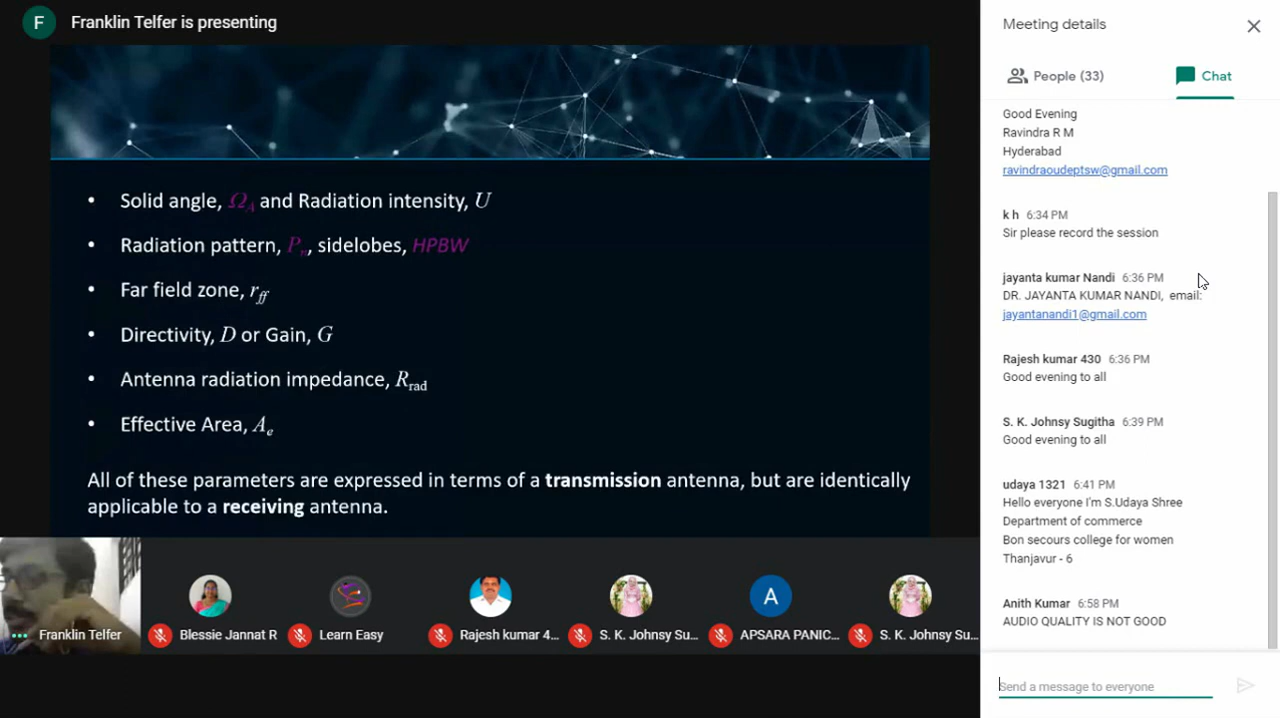 F
Franklin Telfer is presenting
• Solid angle, Ω_A and Radiation intensity, U
• Radiation pattern, P_n, sidelobes, HPBW
• Far field zone, r_ff
• Directivity, D or Gain, G
• Antenna radiation impedance, R_rad
• Effective Area, A_e
All of these parameters are expressed in terms of a transmission antenna, but are identically
applicable to a receiving antenna.
Franklin Telfer
Blessie Jannat R
Learn Easy
Rajesh kumar 4...
S. K. Johnsy Su...
A
APSARA PANIC...
S. K. Johnsy Su...
Meeting details
People (33)
Chat
Good Evening
Ravindra R M
Hyderabad
ravindraoudeptsw@gmail.com
k h 6:34 PM
Sir please record the session
jayanta kumar Nandi 6:36 PM
DR. JAYANTA KUMAR NANDI, email:
jayantanandi1@gmail.com
Rajesh kumar 430 6:36 PM
Good evening to all
S. K. Johnsy Sugitha 6:39 PM
Good evening to all
udaya 1321 6:41 PM
Hello everyone I'm S.Udaya Shree
Department of commerce
Bon secours college for women
Thanjavur - 6
Anith Kumar 6:58 PM
AUDIO QUALITY IS NOT GOOD
Send a message to everyone